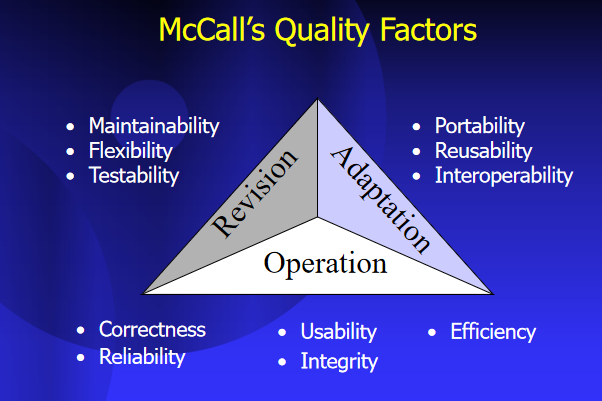 McCall’s Quality Factors
• Maintainability
• Flexibility
• Testability
• Portability
• Reusability
• Interoperability
Revision
Adaptation
Operation
• Correctness
• Reliability
• Usability
• Integrity
• Efficiency